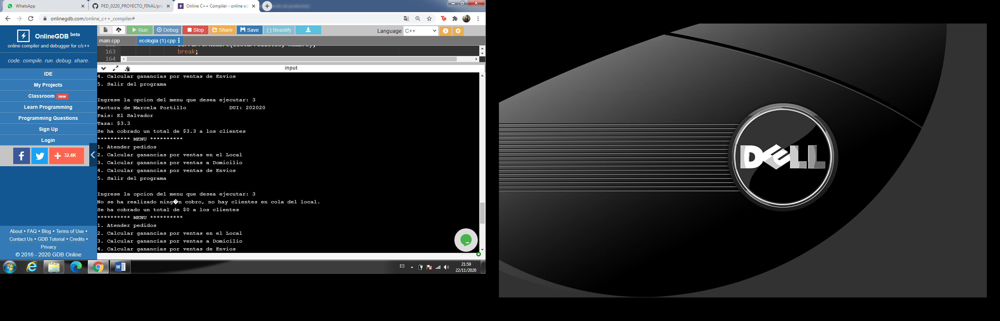 WhatsApp
PED_0220_PROYECTO_FINAL/pro
Online C++ Compiler - online ed
onlinegdb.com/online_c++_compiler#
OnlineGDB beta
online compiler and debugger for c/c++
code. compile. run. debug. share.
IDE
My Projects
Classroom new
Learn Programming
Programming Questions
Sign Up
Login
32.4K
About • FAQ • Blog • Terms of Use •
Contact Us • GDB Tutorial • Credits •
Privacy
© 2016 - 2020 GDB Online
Run Debug Stop Share Save { } Beautify
Language C++
main.cpp ecologia (1).cpp
163 break;
164
input
4. Calcular ganancias por ventas de Envios
5. Salir del programa
Ingrese la opcion del menu que desea ejecutar: 3
Factura de Marcela Portillo DUI: 202020
Pais: El Salvador
Taza: $3.3
Se ha cobrado un total de $3.3 a los clientes
********** MENU **********
1. Atender pedidos
2. Calcular ganancias por ventas en el Local
3. Calcular ganancias por ventas a Domicilio
4. Calcular ganancias por ventas de Envios
5. Salir del programa
Ingrese la opcion del menu que desea ejecutar: 3
No se ha realizado ning�n cobro, no hay clientes en cola del local.
Se ha cobrado un total de $0 a los clientes
********** MENU **********
1. Atender pedidos
2. Calcular ganancias por ventas en el Local
3. Calcular ganancias por ventas a Domicilio
4. Calcular ganancias por ventas de Envios
ES
21:59
22/11/2020
DELL